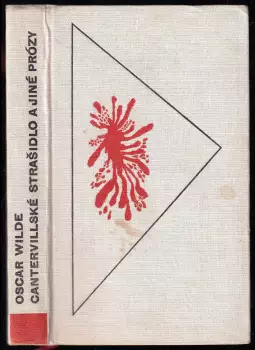 OSCAR WILDE
CANTERVILLSKÉ STRAŠIDLO A JINÉ PRÓZY